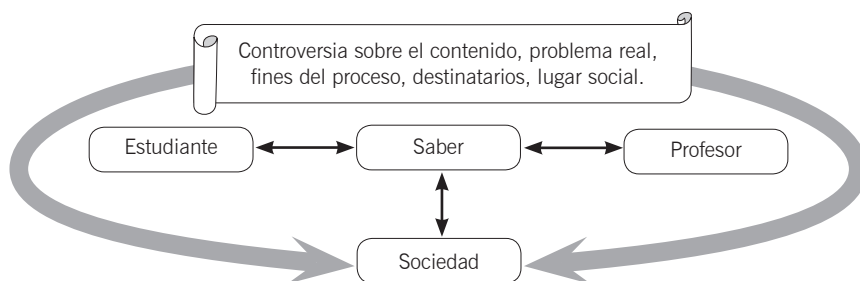 Controversia sobre el contenido, problema real,
fines del proceso, destinatarios, lugar social.
Estudiante
Saber
Profesor
Sociedad